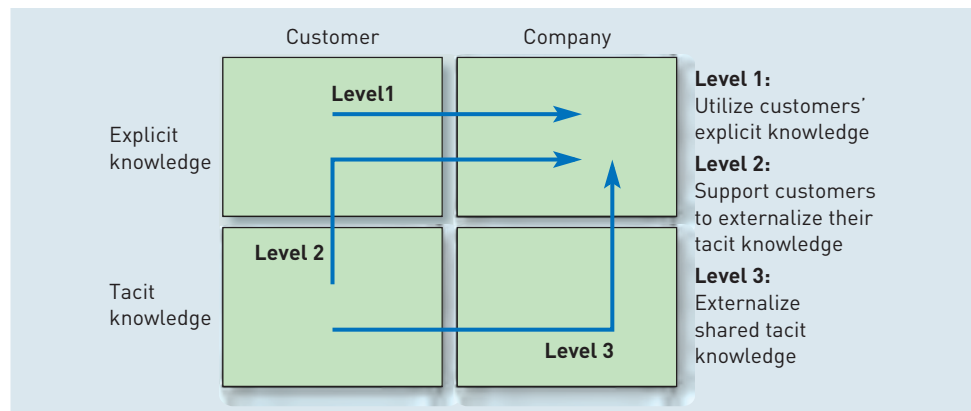 Customer
Company
Level1
Explicit
knowledge
Level 2
Tacit
knowledge
Level 3
Level 1:
Utilize customers’
explicit knowledge
Level 2:
Support customers
to externalize their
tacit knowledge
Level 3:
Externalize
shared tacit
knowledge